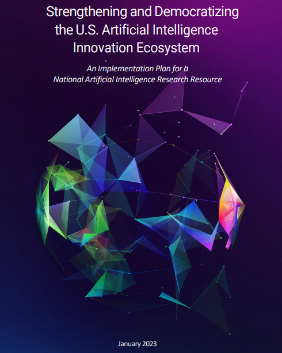 Strengthening and Democratizing
the U.S. Artificial Intelligence
Innovation Ecosystem
An Implementation Plan for a
National Artificial Intelligence Research Resource
January 2023